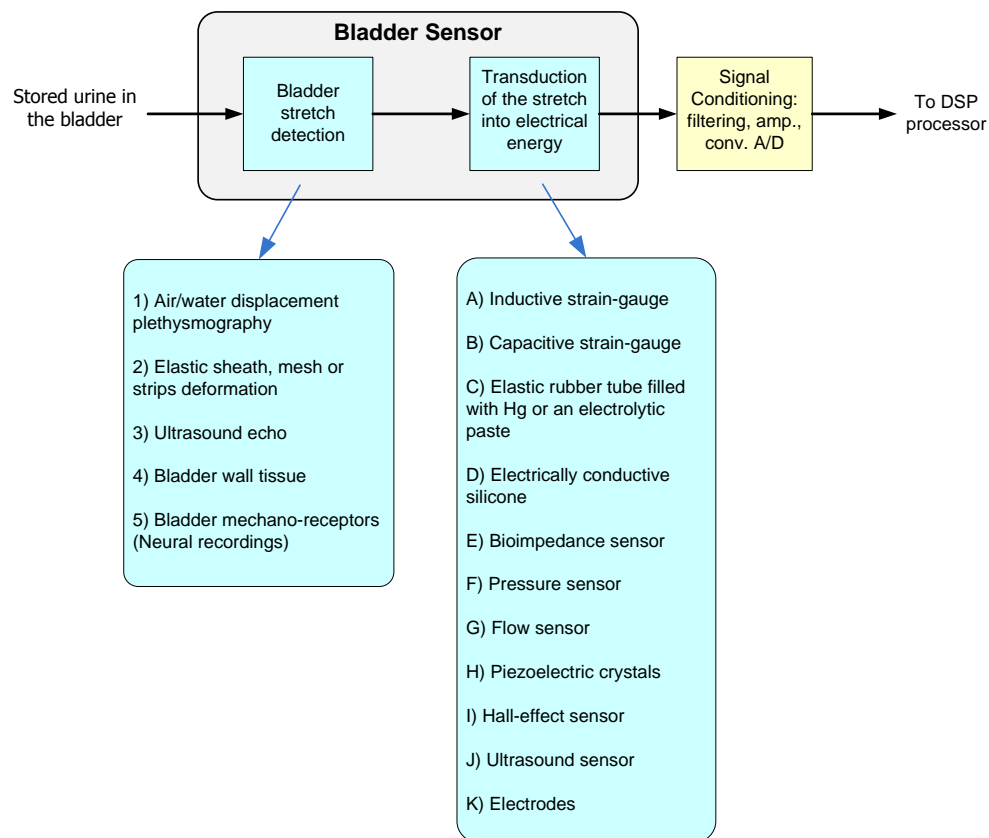 Bladder Sensor
Stored urine in
the bladder
Bladder
stretch
detection
Transduction
of the stretch
into electrical
energy
Signal
Conditioning:
filtering, amp.,
conv. A/D
To DSP
processor
1) Air/water displacement
plethysmography
2) Elastic sheath, mesh or
strips deformation
3) Ultrasound echo
4) Bladder wall tissue
5) Bladder mechano-receptors
(Neural recordings)
A) Inductive strain-gauge
B) Capacitive strain-gauge
C) Elastic rubber tube filled
with Hg or an electrolytic
paste
D) Electrically conductive
silicone
E) Bioimpedance sensor
F) Pressure sensor
G) Flow sensor
H) Piezoelectric crystals
I) Hall-effect sensor
J) Ultrasound sensor
K) Electrodes